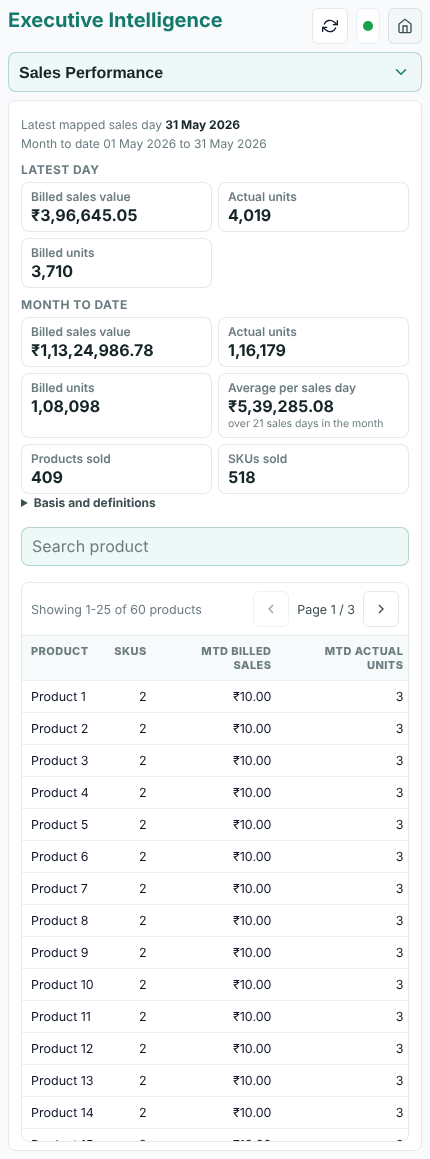 Executive Intelligence
Sales Performance
Latest mapped sales day 31 May 2026
Month to date 01 May 2026 to 31 May 2026
LATEST DAY
Billed sales value
₹3,96,645.05
Actual units
4,019
Billed units
3,710
MONTH TO DATE
Billed sales value
₹1,13,24,986.78
Actual units
1,16,179
Billed units
1,08,098
Average per sales day
₹5,39,285.08
over 21 sales days in the month
Products sold
409
SKUs sold
518
Basis and definitions
Search product
Showing 1-25 of 60 products
Page 1 / 3
PRODUCT SKUS MTD BILLED SALES MTD ACTUAL UNITS
Product 1 2 ₹10.00 3
Product 2 2 ₹10.00 3
Product 3 2 ₹10.00 3
Product 4 2 ₹10.00 3
Product 5 2 ₹10.00 3
Product 6 2 ₹10.00 3
Product 7 2 ₹10.00 3
Product 8 2 ₹10.00 3
Product 9 2 ₹10.00 3
Product 10 2 ₹10.00 3
Product 11 2 ₹10.00 3
Product 12 2 ₹10.00 3
Product 13 2 ₹10.00 3
Product 14 2 ₹10.00 3